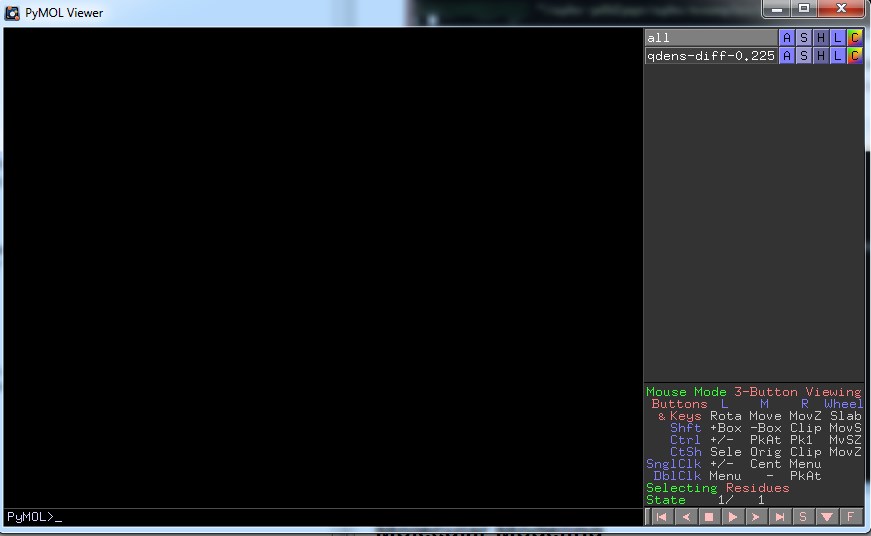 PyMOL Viewer
all A S H L C
qdens-diff-0.225 A S H L C
Mouse Mode 3-Button Viewing
Buttons L M R Wheel
& Keys Rota Move MovZ Slab
Shft +Box -Box Clip MovS
Ctrl +/- PkAt Pk1 MvSZ
CtSh Sele Orig Clip MovZ
SnglClk +/- Cent Menu
DblClk Menu - PkAt
Selecting Residues
State 1/ 1
PyMOL>_ S F